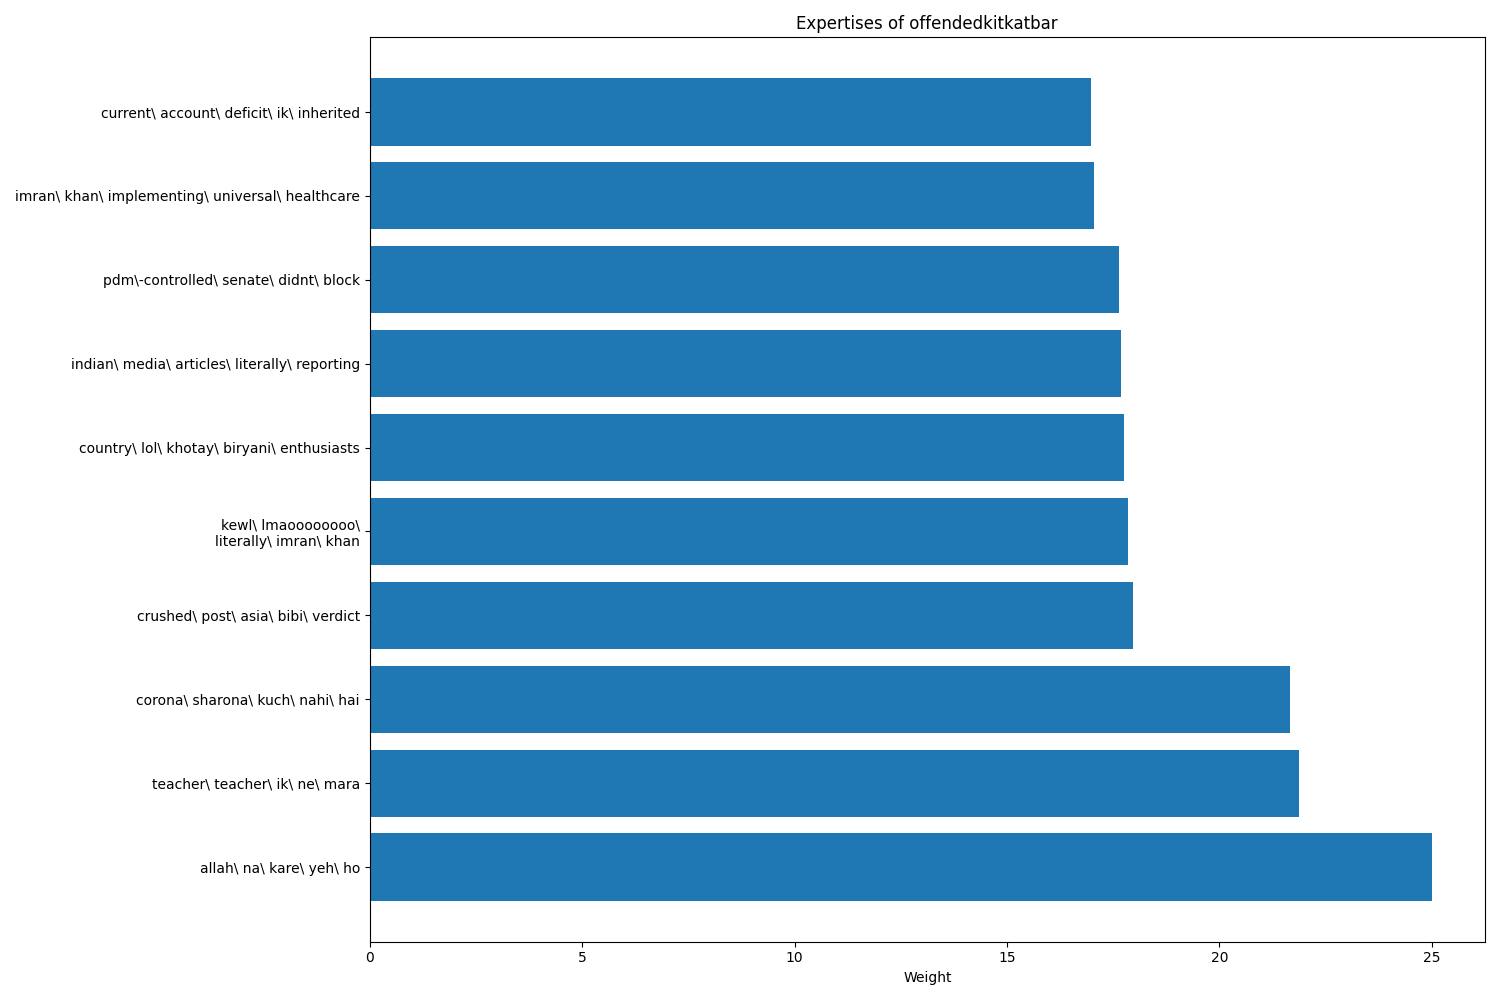 Expertises of offendedkitkatbar
current\ account\ deficit\ ik\ inherited
imran\ khan\ implementing\ universal\ healthcare
pdm\-controlled\ senate\ didnt\ block
indian\ media\ articles\ literally\ reporting
country\ lol\ khotay\ biryani\ enthusiasts
kewl\ lmaoooooooo\
literally\ imran\ khan
crushed\ post\ asia\ bibi\ verdict
corona\ sharona\ kuch\ nahi\ hai
teacher\ teacher\ ik\ ne\ mara
allah\ na\ kare\ yeh\ ho
0 5 10 15 20 25
Weight